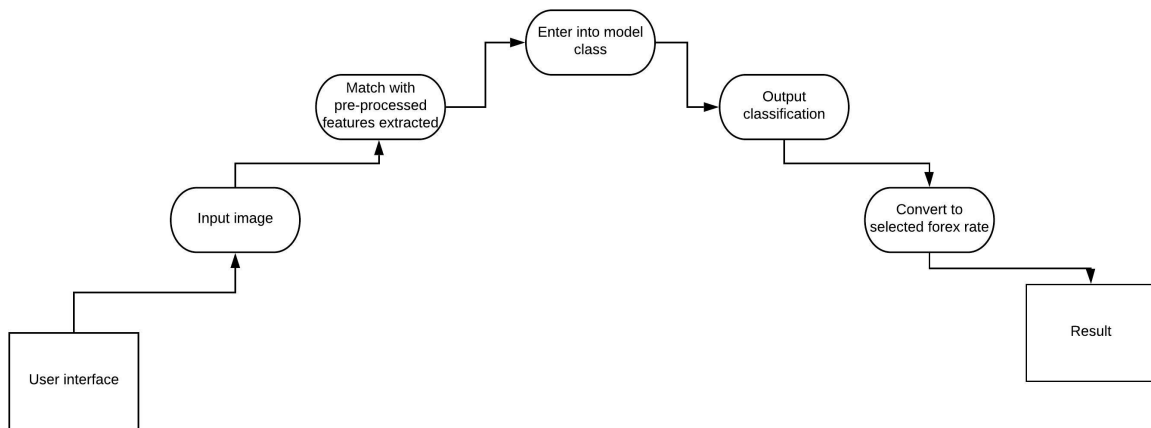 User interface
Input image
Match with
pre-processed
features extracted
Enter into model
class
Output
classification
Convert to
selected forex rate
Result